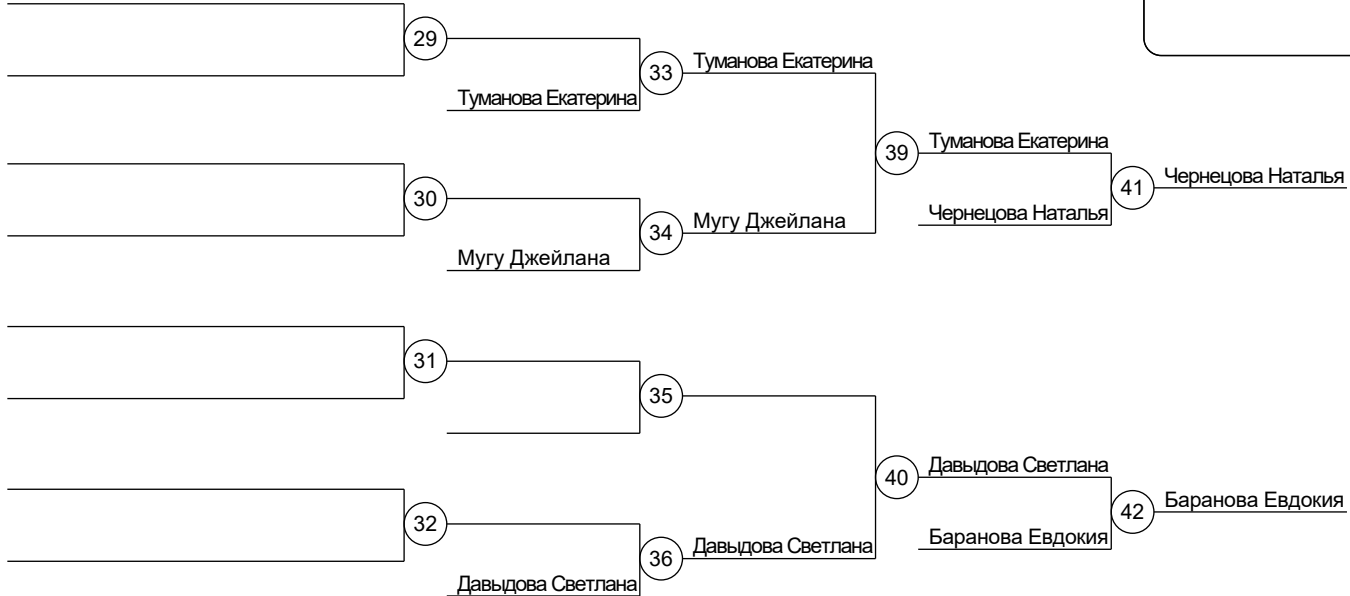 29
33
Туманова Екатерина
Туманова Екатерина
39
Туманова Екатерина
41
Чернецова Наталья
30
34
Мугу Джейлана
Чернецова Наталья
Мугу Джейлана
31
35
40
Давыдова Светлана
42
Баранова Евдокия
32
36
Давыдова Светлана
Баранова Евдокия
Давыдова Светлана